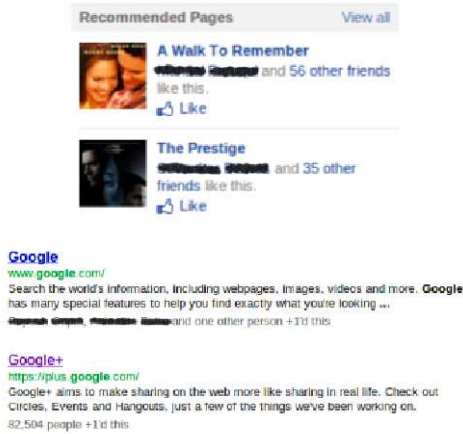 Recommended Pages View all
A Walk To Remember
and 56 other friends
like this.
Like
The Prestige
and 35 other
friends like this.
Like
Google
www.google.com/
Search the world's information, including webpages, images, videos and more. Google
has many special features to help you find exactly what you're looking ...
and one other person +1'd this
Google+
https://plus.google.com/
Google+ aims to make sharing on the web more like sharing in real life. Check out
Circles, Events and Hangouts, just a few of the things we've been working on.
82,504 people +1'd this